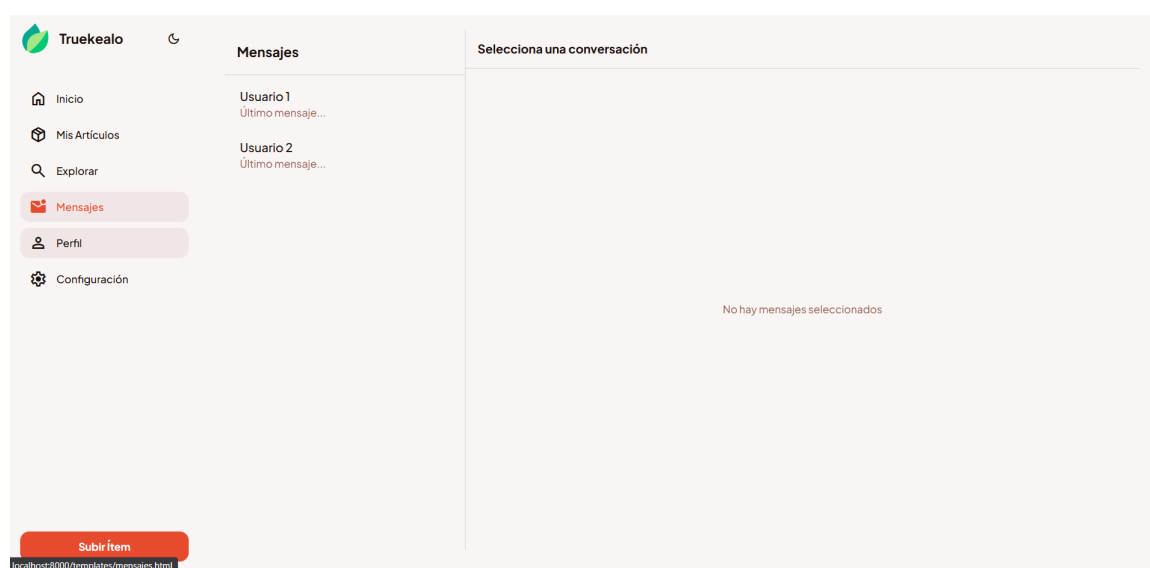 Truekealo
Inicio
Mis Artículos
Explorar
Mensajes
Perfil
Configuración
Subir Ítem
localhost:8000/templates/mensajes.html
Mensajes
Usuario 1
Último mensaje...
Usuario 2
Último mensaje...
Selecciona una conversación
No hay mensajes seleccionados